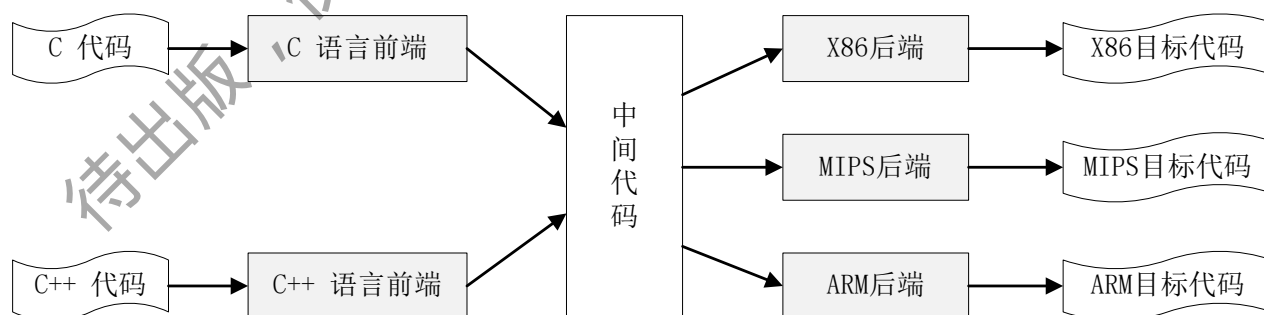 C 代码
C 语言前端
X86后端
X86目标代码
中
间
代
码
MIPS后端
MIPS目标代码
C++ 代码
C++ 语言前端
ARM后端
ARM目标代码
待出版，